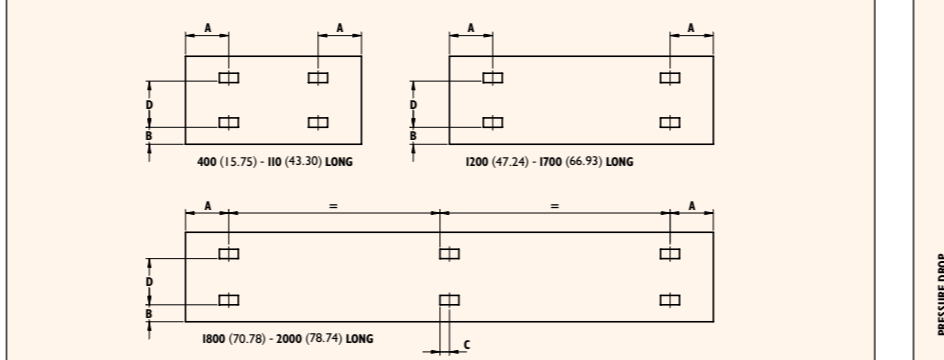 A A A A
D D
B B
400 (15.75) - 110 (43.30) LONG 1200 (47.24) - 1700 (66.93) LONG
A = = A
D
B
1800 (70.78) - 2000 (78.74) LONG
C
PRESSURE DROP